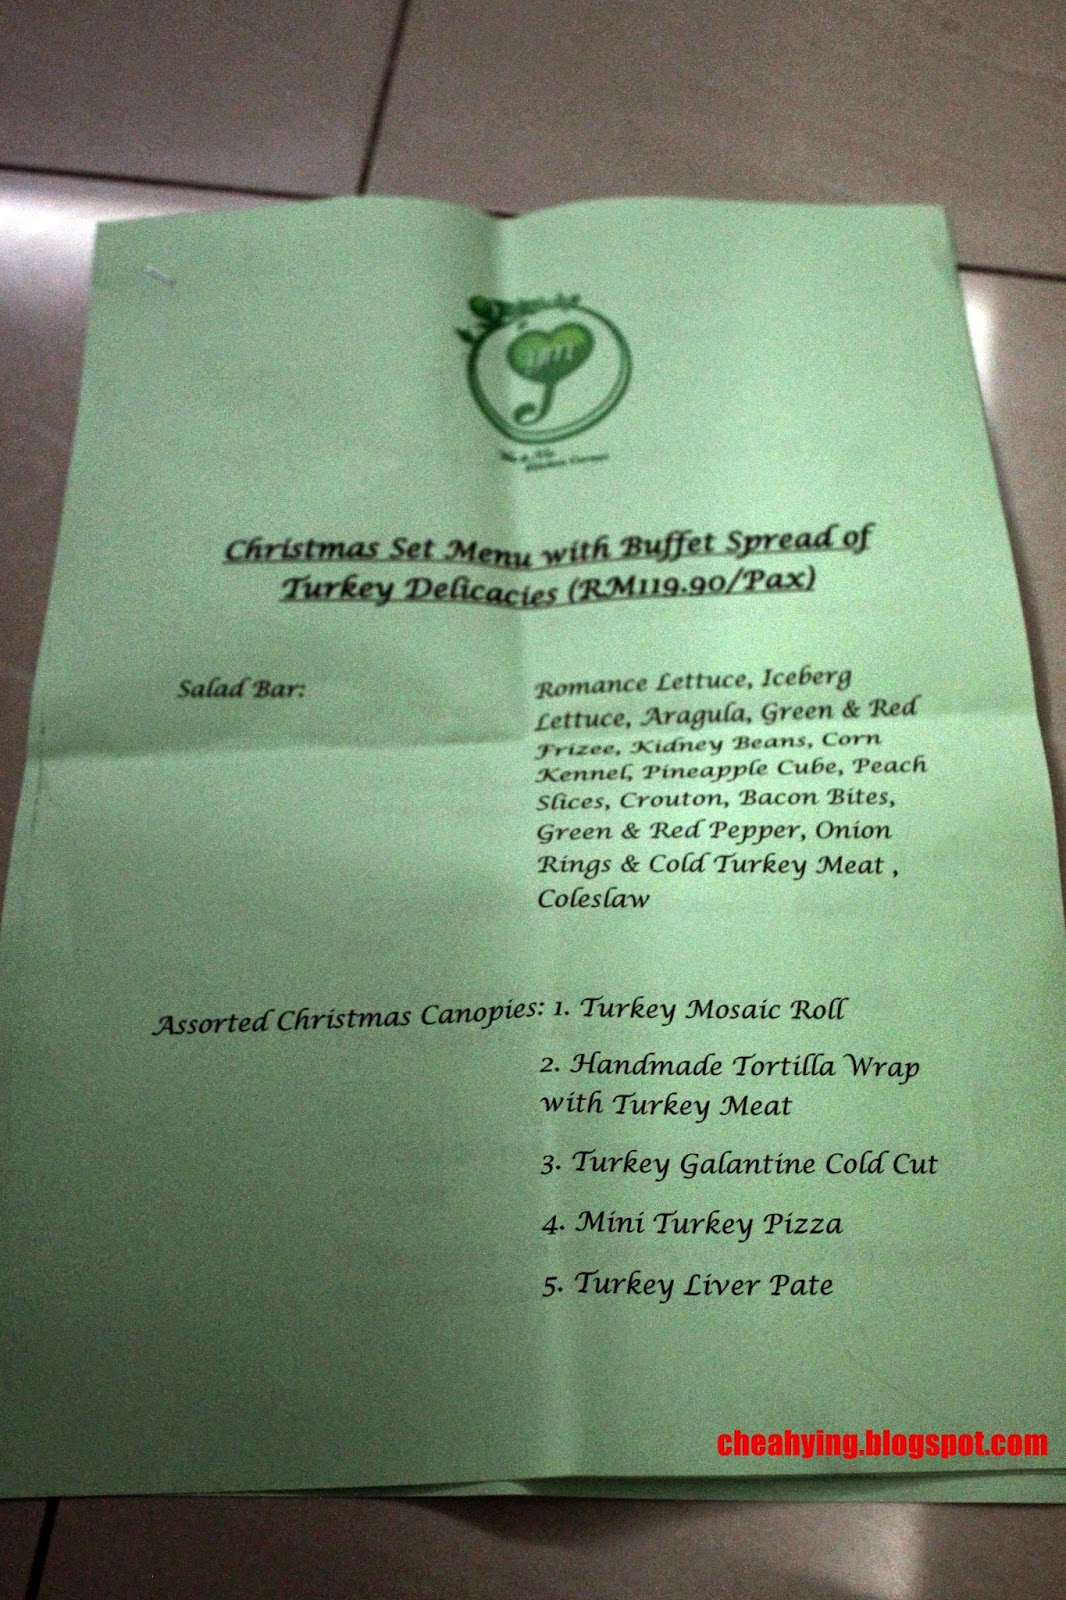 Christmas Set Menu with Buffet Spread of
Turkey Delicacies (RM119.90/Pax)
Salad Bar:
Romance Lettuce, Iceberg
Lettuce, Aragula, Green & Red
Frizee, Kidney Beans, Corn
Kennel, Pineapple Cube, Peach
Slices, Crouton, Bacon Bites,
Green & Red Pepper, Onion
Rings & Cold Turkey Meat ,
Coleslaw
Assorted Christmas Canopies: 1. Turkey Mosaic Roll
2. Handmade Tortilla Wrap
with Turkey Meat
3. Turkey Galantine Cold Cut
4. Mini Turkey Pizza
5. Turkey Liver Pate
cheahying.blogspot.com